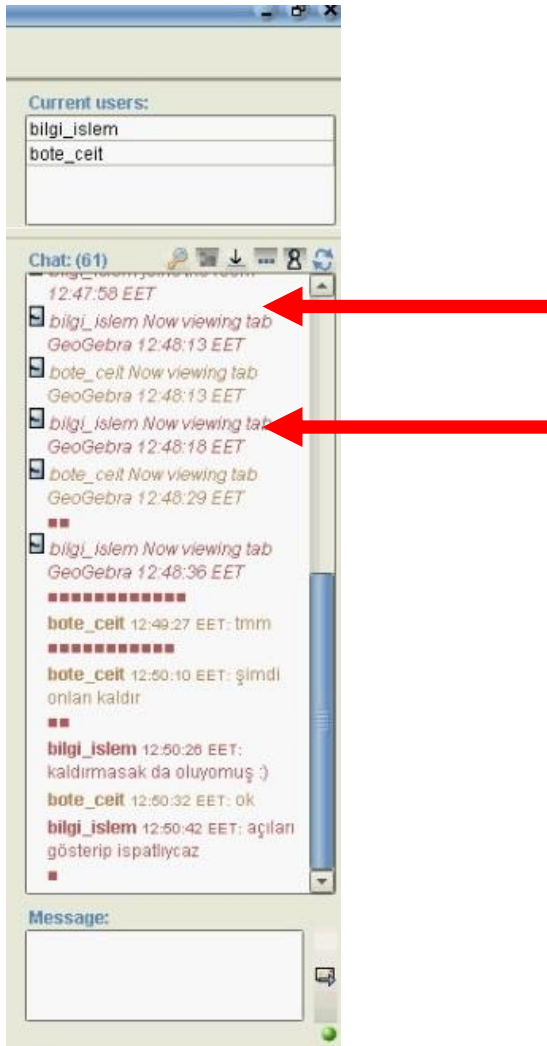 Current users:
bilgi_islem
bote_ceit
Chat: (61)
bilgi_islem joins the room
12:47:58 EET
bilgi_islem Now viewing tab
GeoGebra 12:48:13 EET
bote_ceit Now viewing tab
GeoGebra 12:48:13 EET
bilgi_islem Now viewing tab
GeoGebra 12:48:18 EET
bote_ceit Now viewing tab
GeoGebra 12:48:29 EET
bilgi_islem Now viewing tab
GeoGebra 12:48:36 EET
bote_ceit 12:49:27 EET: tmm
bote_ceit 12:50:10 EET: şimdi
onları kaldır
bilgi_islem 12:50:26 EET:
kaldırmasak da oluyomuş :)
bote_ceit 12:50:32 EET: ok
bilgi_islem 12:50:42 EET: açıları
gösterip ispatlıycaz
Message: